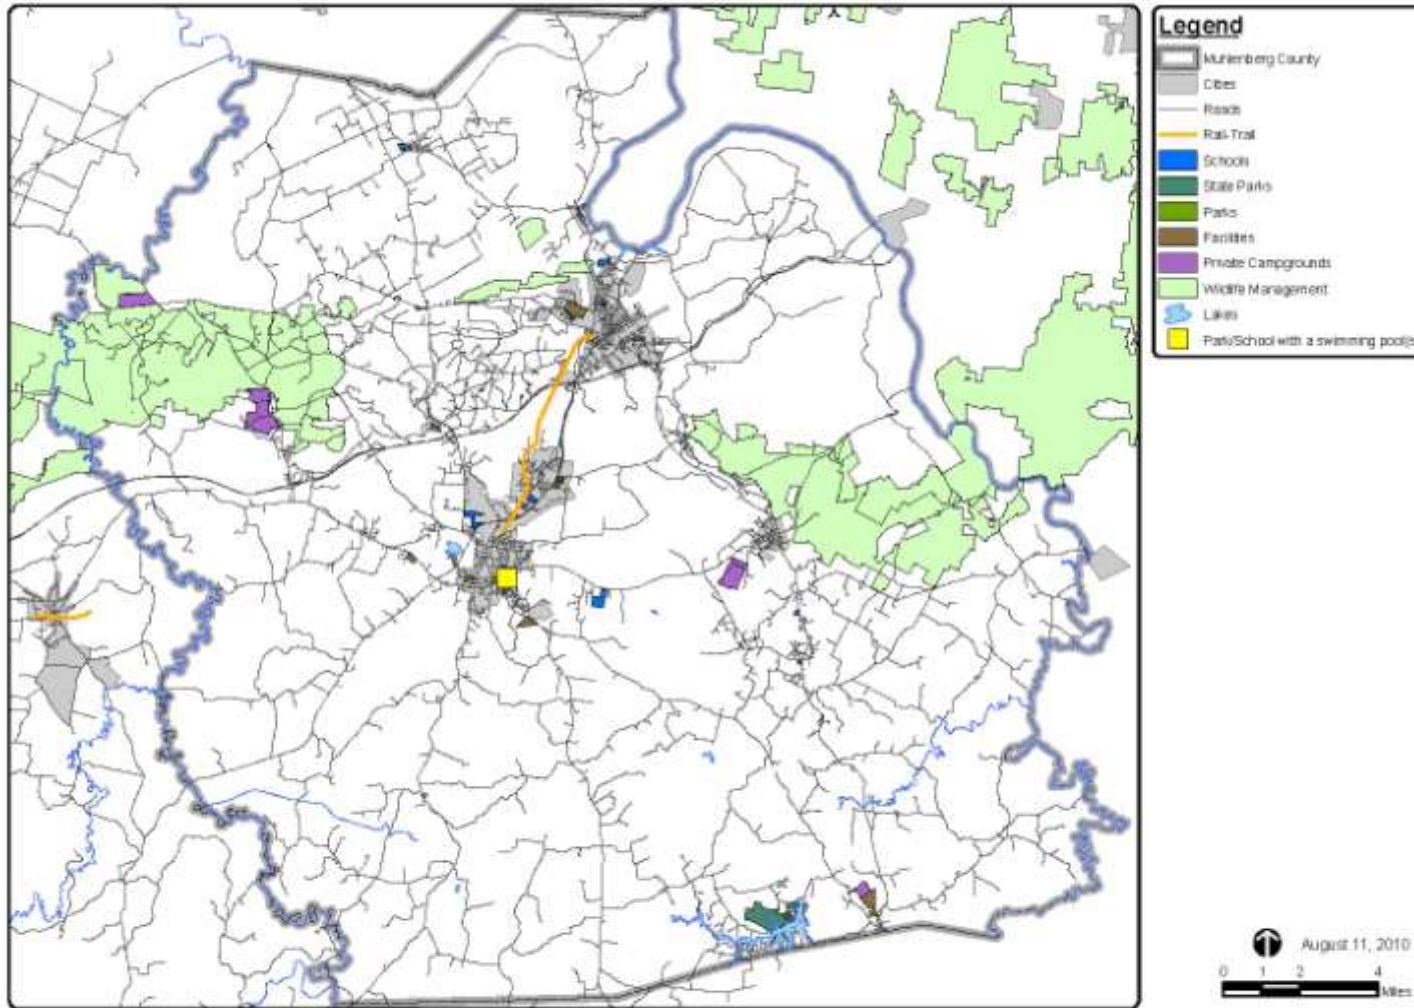 Legend
Muhlenberg County
Cities
Roads
Rail-Trail
Schools
State Parks
Parks
Facilities
Private Campgrounds
Wildlife Management
Lakes
Park/School with a swimming pool/s
August 11, 2010
0 1 2 4
Miles